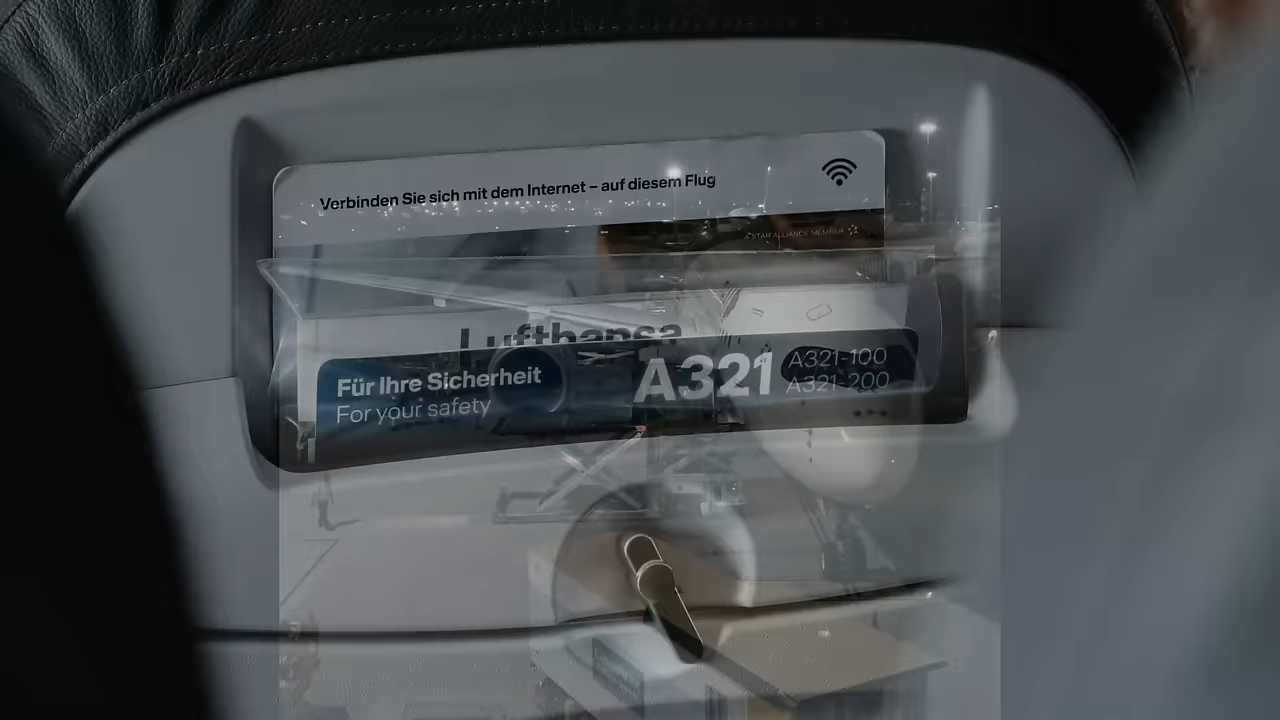 Verbinden Sie sich mit dem Internet – auf diesem Flug
A STAR ALLIANCE MEMBER
Lufthansa
Für Ihre Sicherheit
For your safety
A321
A321-100
A321-200